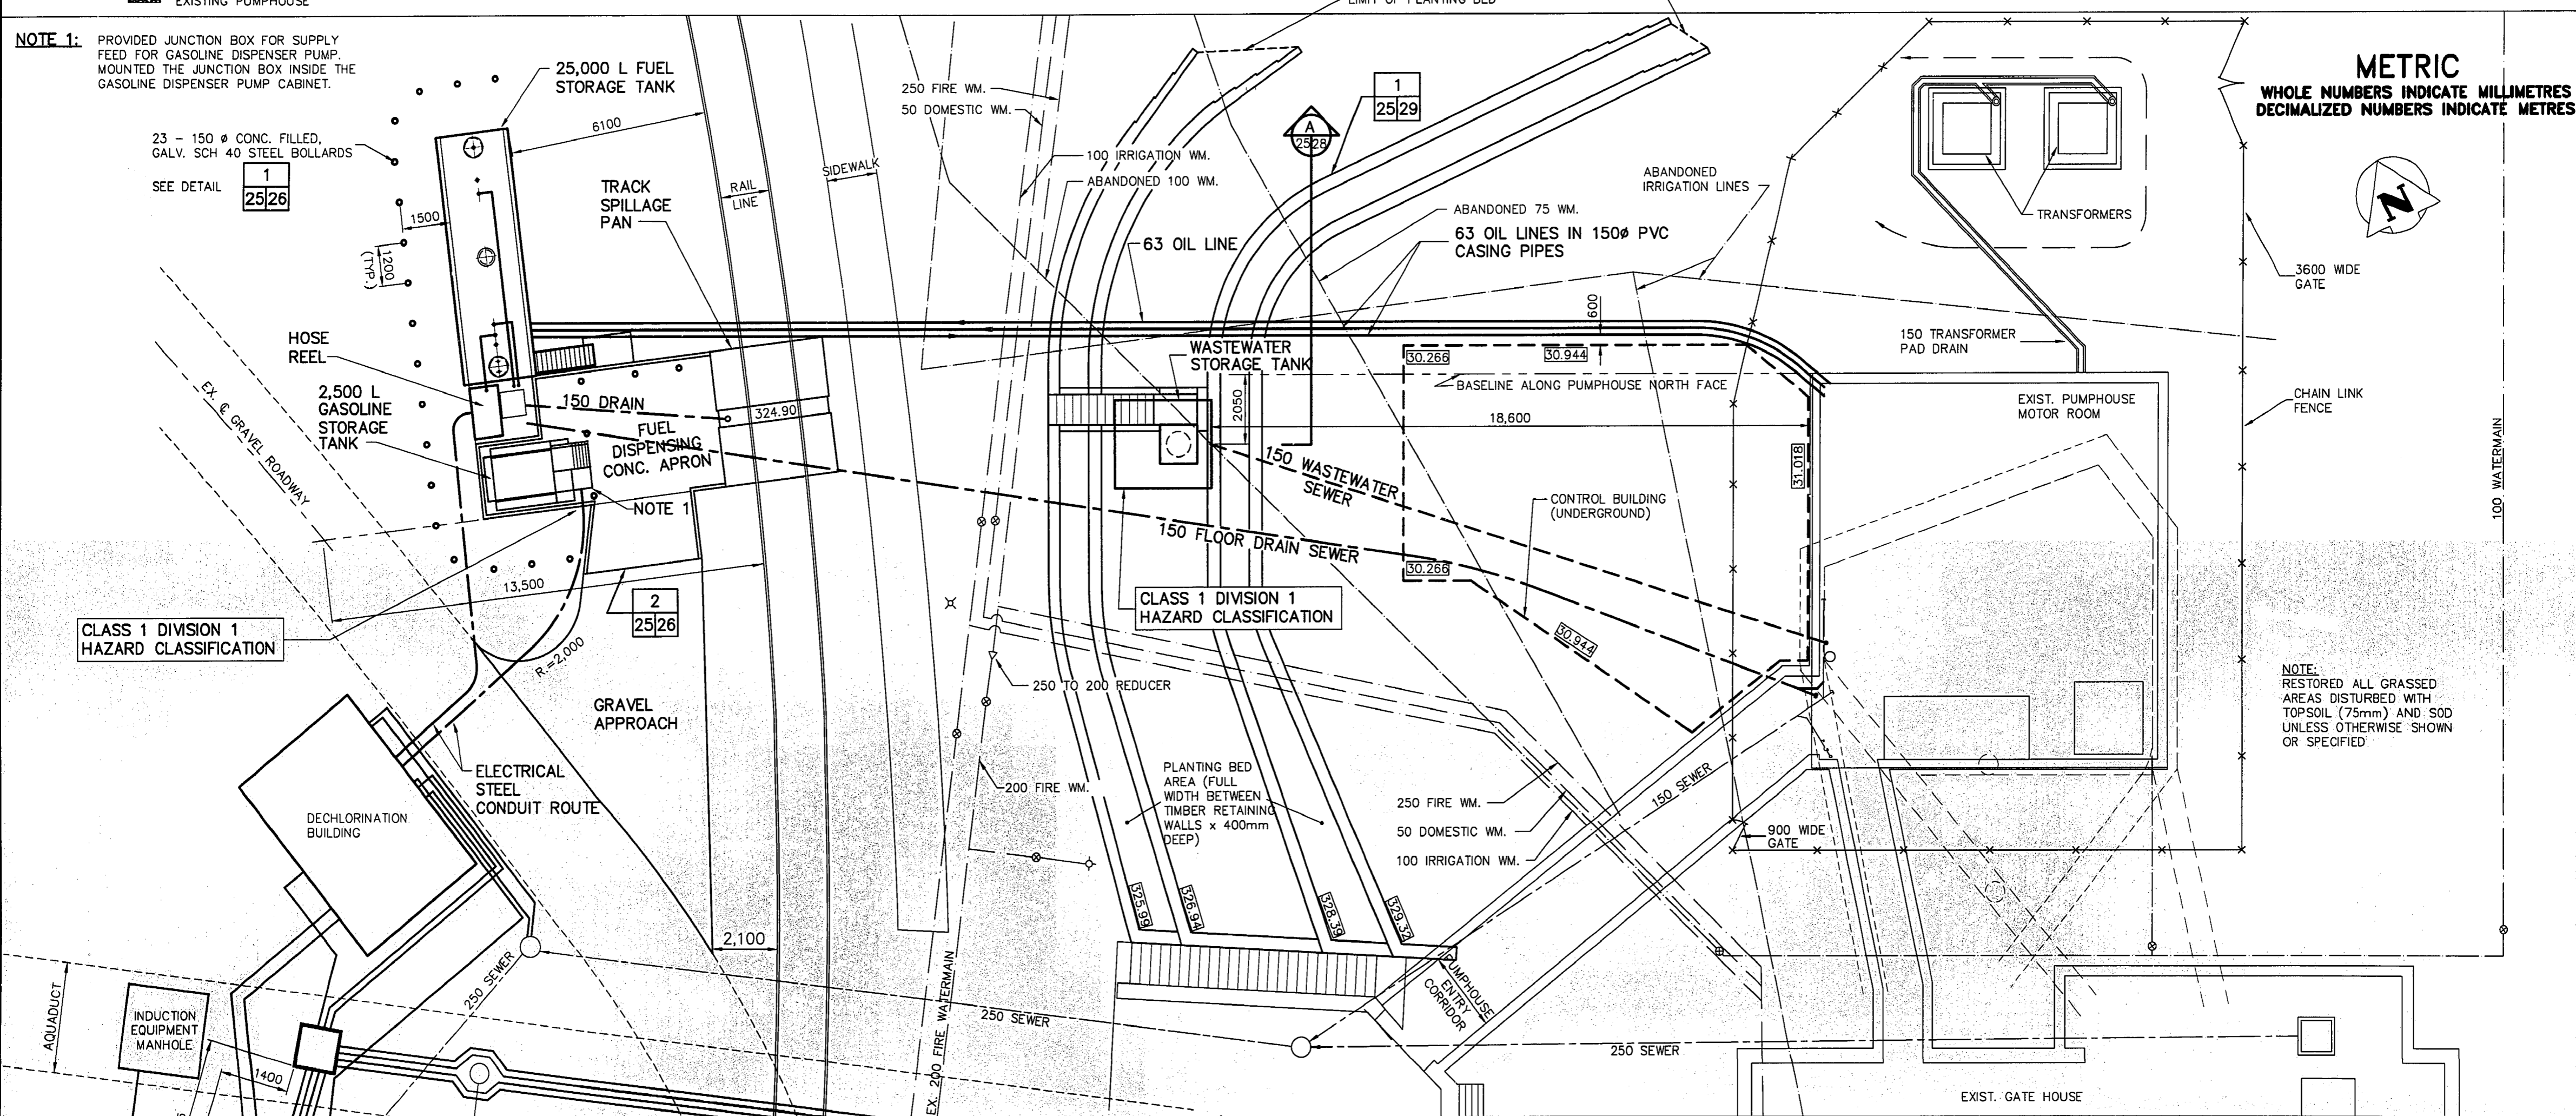 EXISTING PUMPHOUSE
LIMIT OF PLANTING BED
NOTE 1:
PROVIDED JUNCTION BOX FOR SUPPLY
FEED FOR GASOLINE DISPENSER PUMP.
MOUNTED THE JUNCTION BOX INSIDE THE
GASOLINE DISPENSER PUMP CABINET.
METRIC
WHOLE NUMBERS INDICATE MILLIMETRES
DECIMALIZED NUMBERS INDICATE METRES
N
25,000 L FUEL
STORAGE TANK
6100
23 - 150 ø CONC. FILLED,
GALV. SCH 40 STEEL BOLLARDS
SEE DETAIL
1
25 26
1500
1200
(TYP.)
TRACK
SPILLAGE
PAN
RAIL
LINE
SIDEWALK
250 FIRE WM.
50 DOMESTIC WM.
100 IRRIGATION WM.
ABANDONED 100 WM.
A
25 28
1
25 29
63 OIL LINE
ABANDONED 75 WM.
63 OIL LINES IN 150ø PVC
CASING PIPES
ABANDONED
IRRIGATION LINES
TRANSFORMERS
3600 WIDE
GATE
150 TRANSFORMER
PAD DRAIN
CHAIN LINK
FENCE
100 WATERMAIN
600
HOSE
REEL
2,500 L
GASOLINE
STORAGE
TANK
150 DRAIN
324.90
FUEL
DISPENSING
CONC. APRON
NOTE 1
EX. ℄ GRAVEL ROADWAY
WASTEWATER
STORAGE TANK
2050
30.266
30.944
BASELINE ALONG PUMPHOUSE NORTH FACE
18,600
31.018
EXIST. PUMPHOUSE
MOTOR ROOM
150 WASTEWATER
SEWER
CONTROL BUILDING
(UNDERGROUND)
150 FLOOR DRAIN SEWER
30.266
30.944
13,500
2
25 26
CLASS 1 DIVISION 1
HAZARD CLASSIFICATION
CLASS 1 DIVISION 1
HAZARD CLASSIFICATION
R.=2,000
GRAVEL
APPROACH
250 TO 200 REDUCER
NOTE:
RESTORED ALL GRASSED
AREAS DISTURBED WITH
TOPSOIL (75mm) AND SOD
UNLESS OTHERWISE SHOWN
OR SPECIFIED
ELECTRICAL
STEEL
CONDUIT ROUTE
DECHLORINATION
BUILDING
200 FIRE WM.
PLANTING BED
AREA (FULL
WIDTH BETWEEN
TIMBER RETAINING
WALLS x 400mm
DEEP)
250 FIRE WM.
50 DOMESTIC WM.
100 IRRIGATION WM.
150 SEWER
900 WIDE
GATE
325.99
326.94
328.39
329.32
2,100
250 SEWER
EX. 200 FIRE WATERMAIN
250 SEWER
PUMPHOUSE
ENTRY
CORRIDOR
250 SEWER
AQUADUCT
INDUCTION
EQUIPMENT
MANHOLE
1400
EXIST. GATE HOUSE